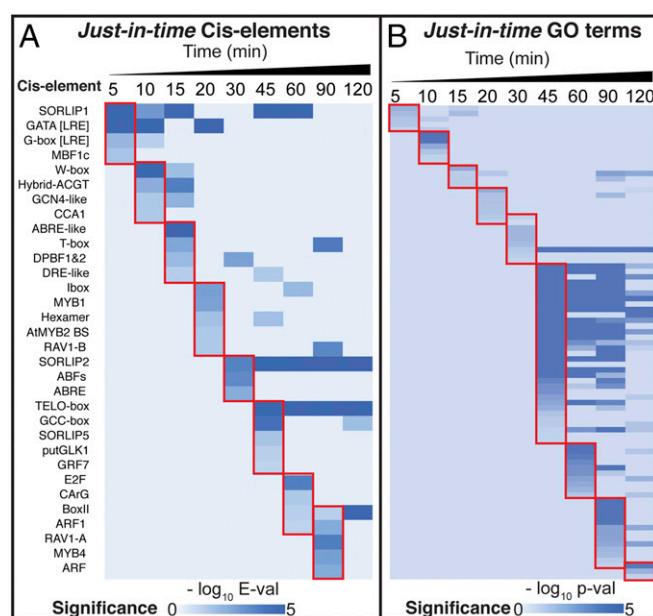 A Just-in-time Cis-elements
Time (min)
Cis-element 5 10 15 20 30 45 60 90 120
SORLIP1
GATA [LRE]
G-box [LRE]
MBF1c
W-box
Hybrid-ACGT
GCN4-like
CCA1
ABRE-like
T-box
DPBF1&2
DRE-like
Ibox
MYB1
Hexamer
AtMYB2 BS
RAV1-B
SORLIP2
ABFs
ABRE
TELO-box
GCC-box
SORLIP5
putGLK1
GRF7
E2F
CArG
BoxII
ARF1
RAV1-A
MYB4
ARF
- log10 E-val
Significance 0 5
B Just-in-time GO terms
Time (min)
5 10 15 20 30 45 60 90 120
- log10 p-val
Significance 0 5